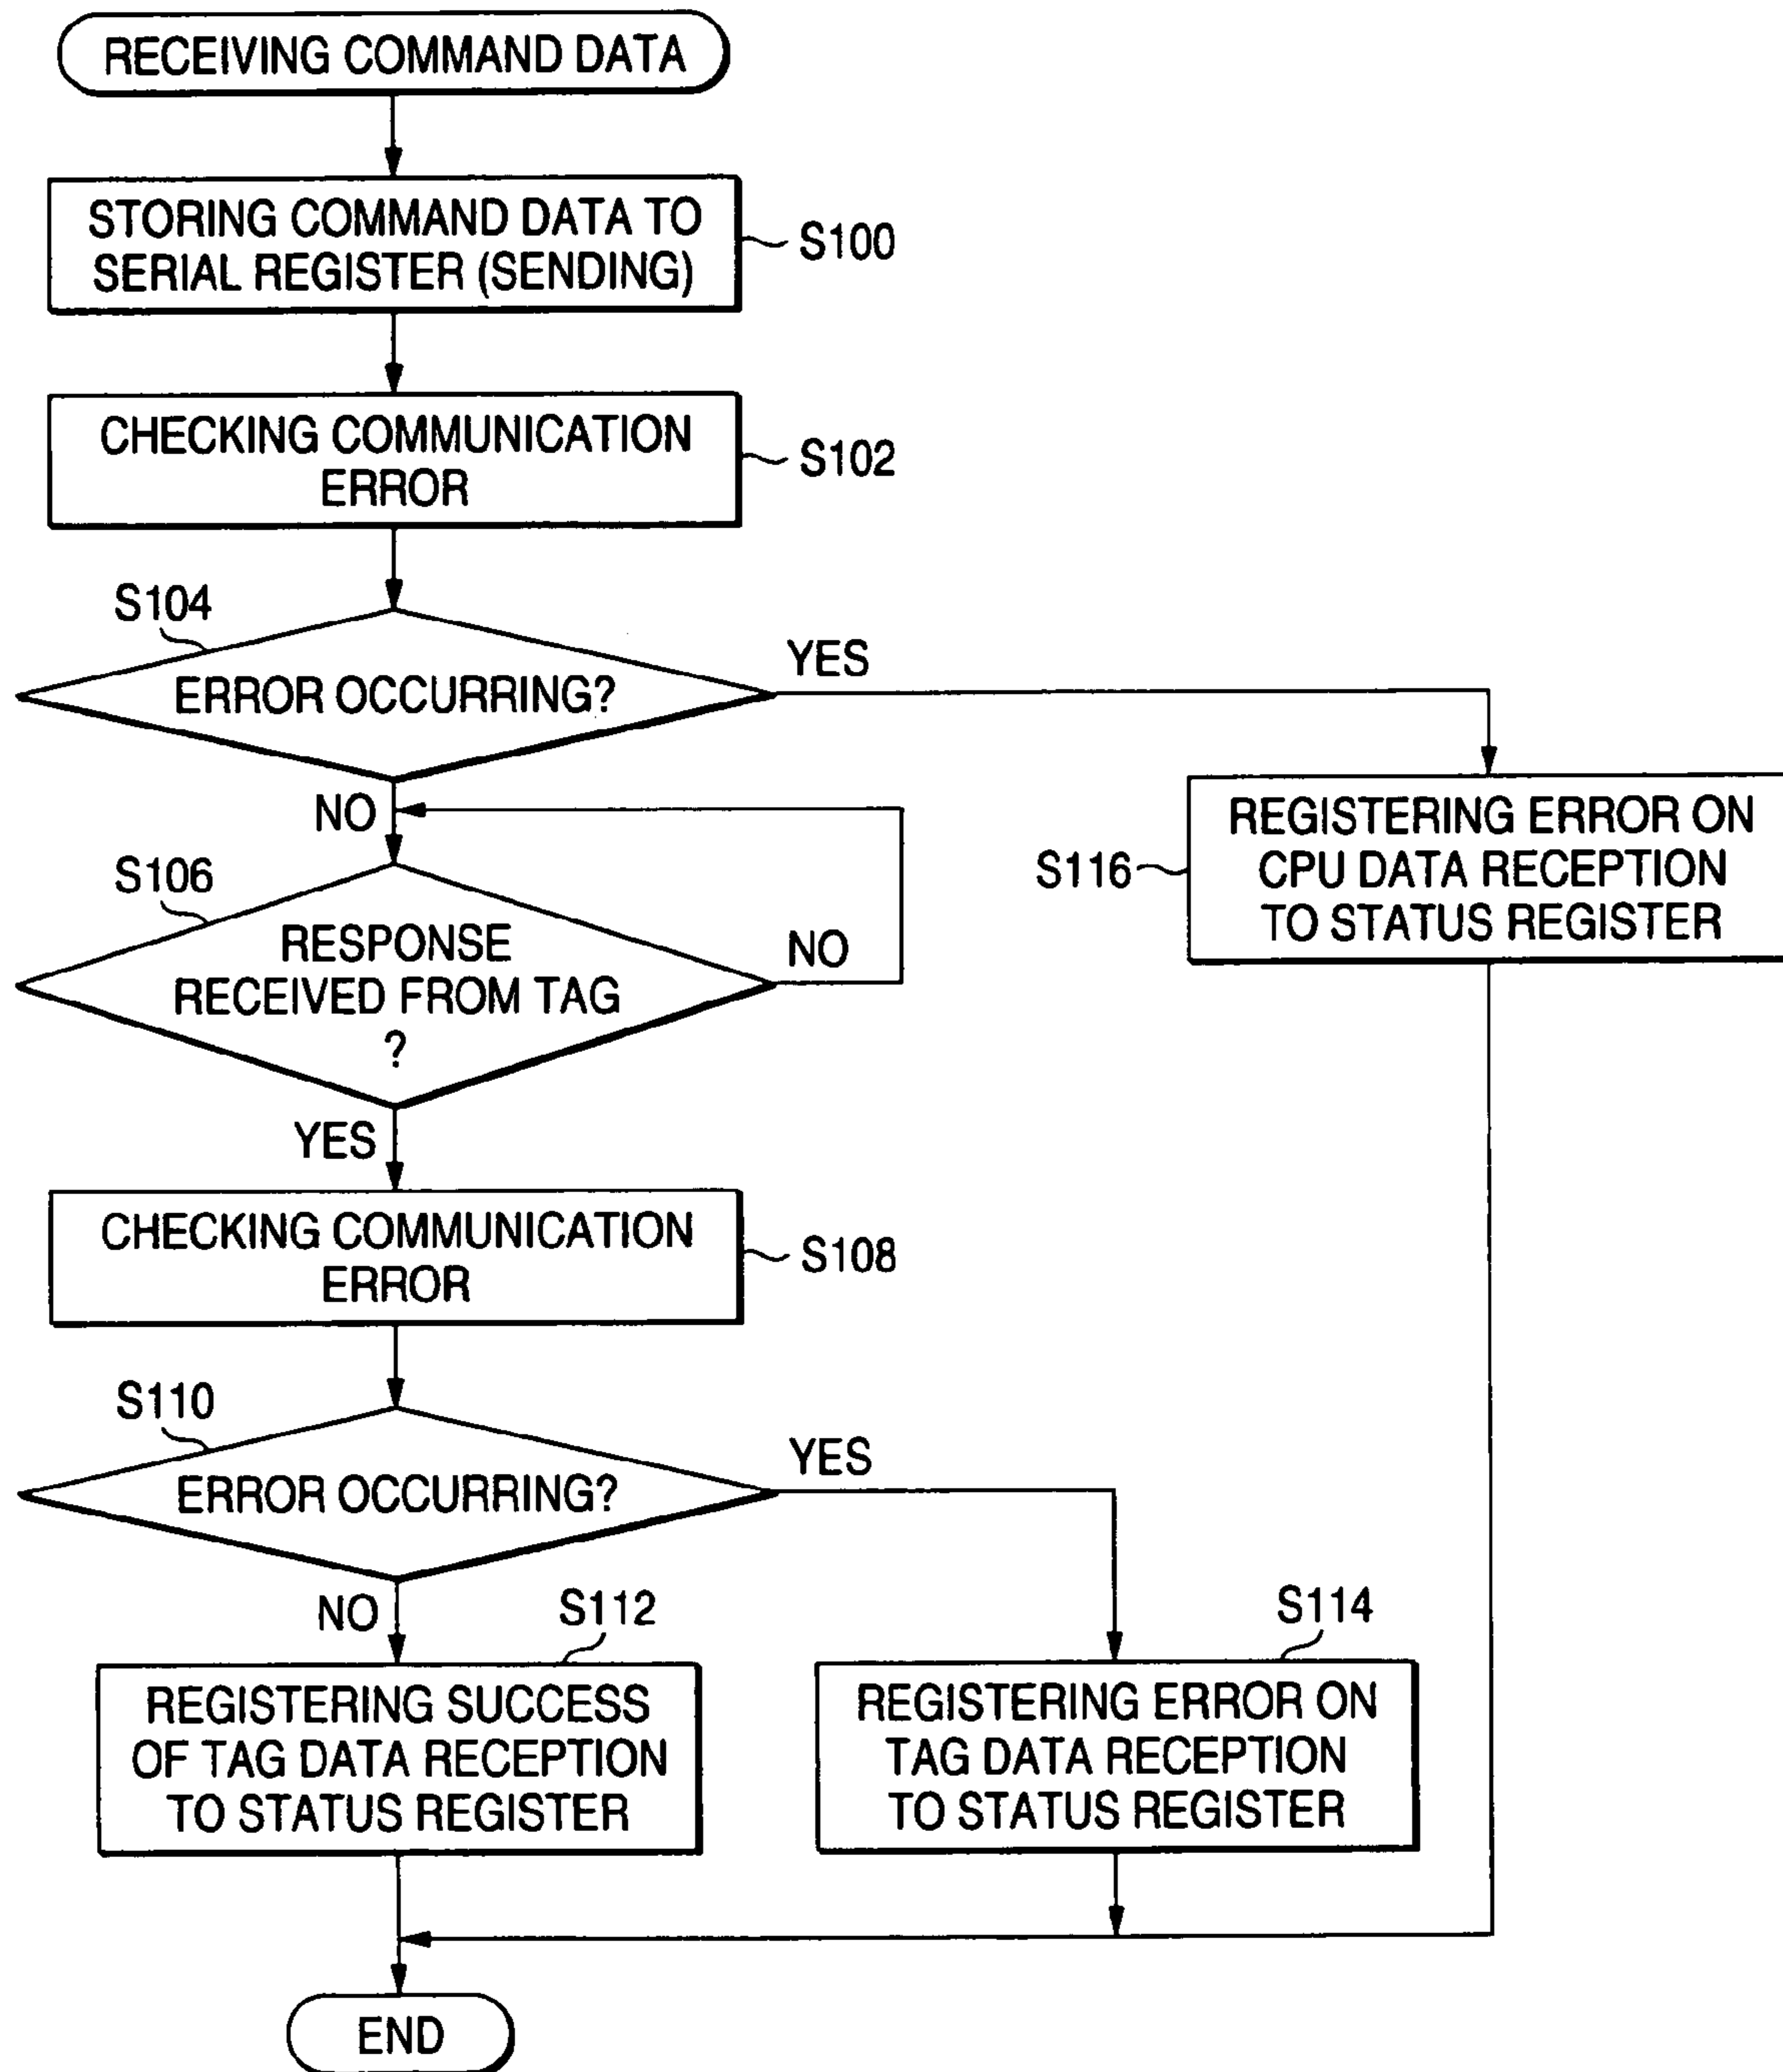 RECEIVING COMMAND DATA
STORING COMMAND DATA TO
SERIAL REGISTER (SENDING)
S100
CHECKING COMMUNICATION
ERROR
S102
S104
ERROR OCCURRING?
YES
NO
S106
RESPONSE
RECEIVED FROM TAG
?
NO
YES
S116
REGISTERING ERROR ON
CPU DATA RECEPTION
TO STATUS REGISTER
CHECKING COMMUNICATION
ERROR
S108
S110
ERROR OCCURRING?
YES
NO
S112
REGISTERING SUCCESS
OF TAG DATA RECEPTION
TO STATUS REGISTER
S114
REGISTERING ERROR ON
TAG DATA RECEPTION
TO STATUS REGISTER
END